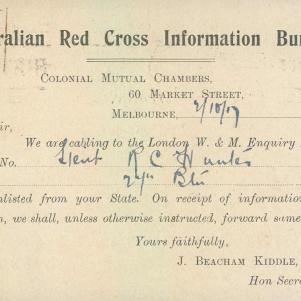 ralian Red Cross Information Bu
Colonial Mutual Chambers,
60 Market Street,
Melbourne, 2/10/17
ir,
We are cabling to the London W. & M. Enquiry
No. Lieut R C Hunter
24th Btn
nlisted from your State. On receipt of information
n, we shall, unless otherwise instructed, forward same
Yours faithfully,
J. BEACHAM KIDDLE,
Hon Secre